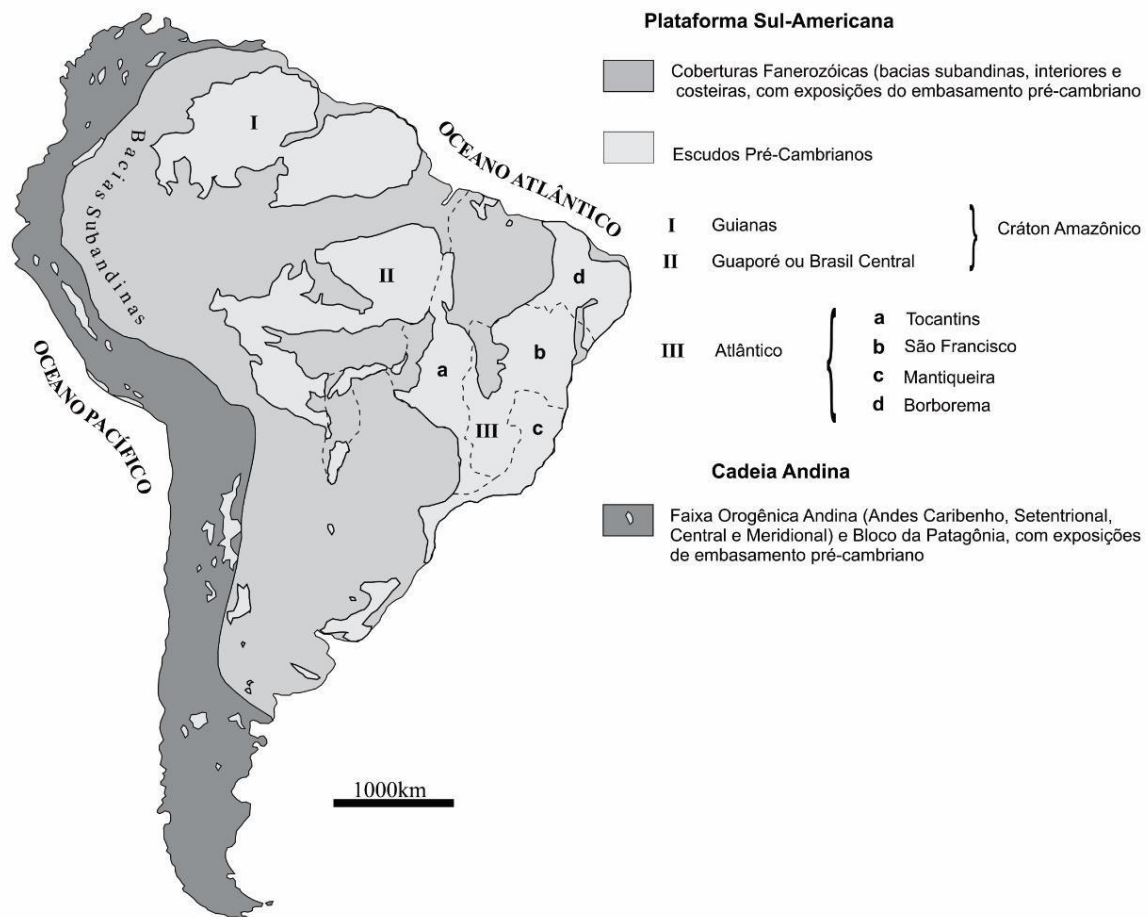 Plataforma Sul-Americana
Coberturas Fanerozóicas (bacias subandinas, interiores e
costeiras, com exposições do embasamento pré-cambriano
Escudos Pré-Cambrianos
I Guianas
II Guaporé ou Brasil Central
Cráton Amazônico
III Atlântico
a Tocantins
b São Francisco
c Mantiqueira
d Borborema
Cadeia Andina
Faixa Orogênica Andina (Andes Caribenho, Setentrional,
Central e Meridional) e Bloco da Patagônia, com exposições
de embasamento pré-cambriano
OCEANO ATLÂNTICO
OCEANO PACÍFICO
Bacias Subandinas
I
II
III
a
b
c
d
1000km